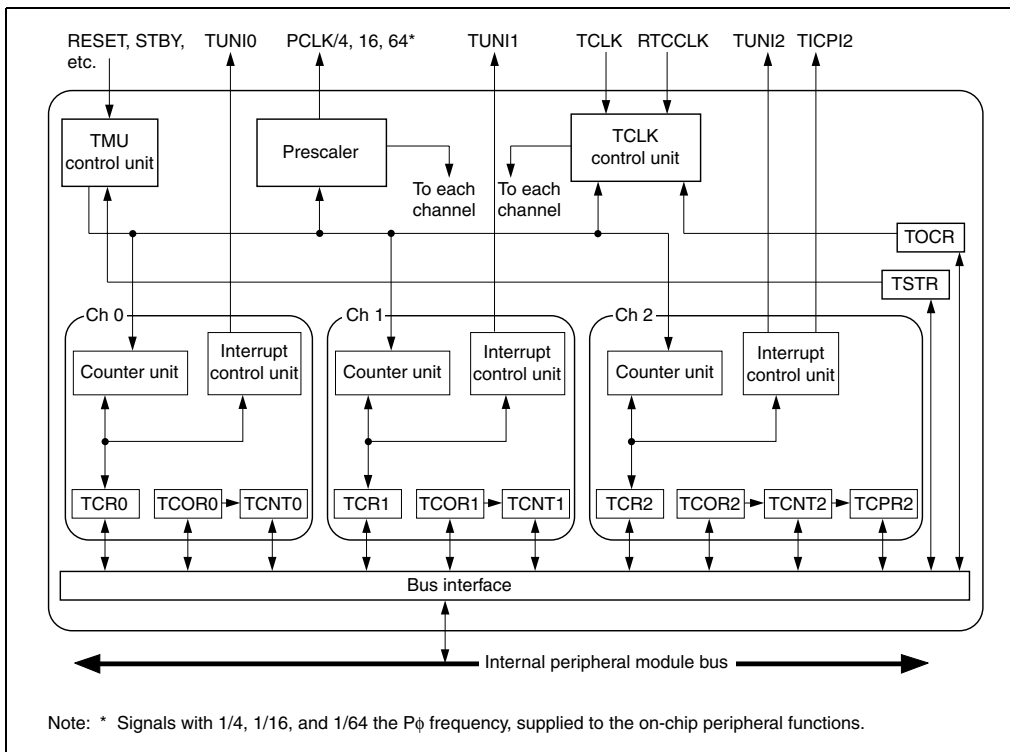 RESET, STBY, etc.
TUNI0
PCLK/4, 16, 64*
TUNI1
TCLK
RTCCLK
TUNI2
TICPI2
TMU
control unit
Prescaler
TCLK
control unit
To each
channel
To each
channel
TOCR
TSTR
Ch 0
Ch 1
Ch 2
Counter unit
Interrupt
control unit
Counter unit
Interrupt
control unit
Counter unit
Interrupt
control unit
TCR0
TCOR0
TCNT0
TCR1
TCOR1
TCNT1
TCR2
TCOR2
TCNT2
TCPR2
Bus interface
Internal peripheral module bus
Note: * Signals with 1/4, 1/16, and 1/64 the Pϕ frequency, supplied to the on-chip peripheral functions.